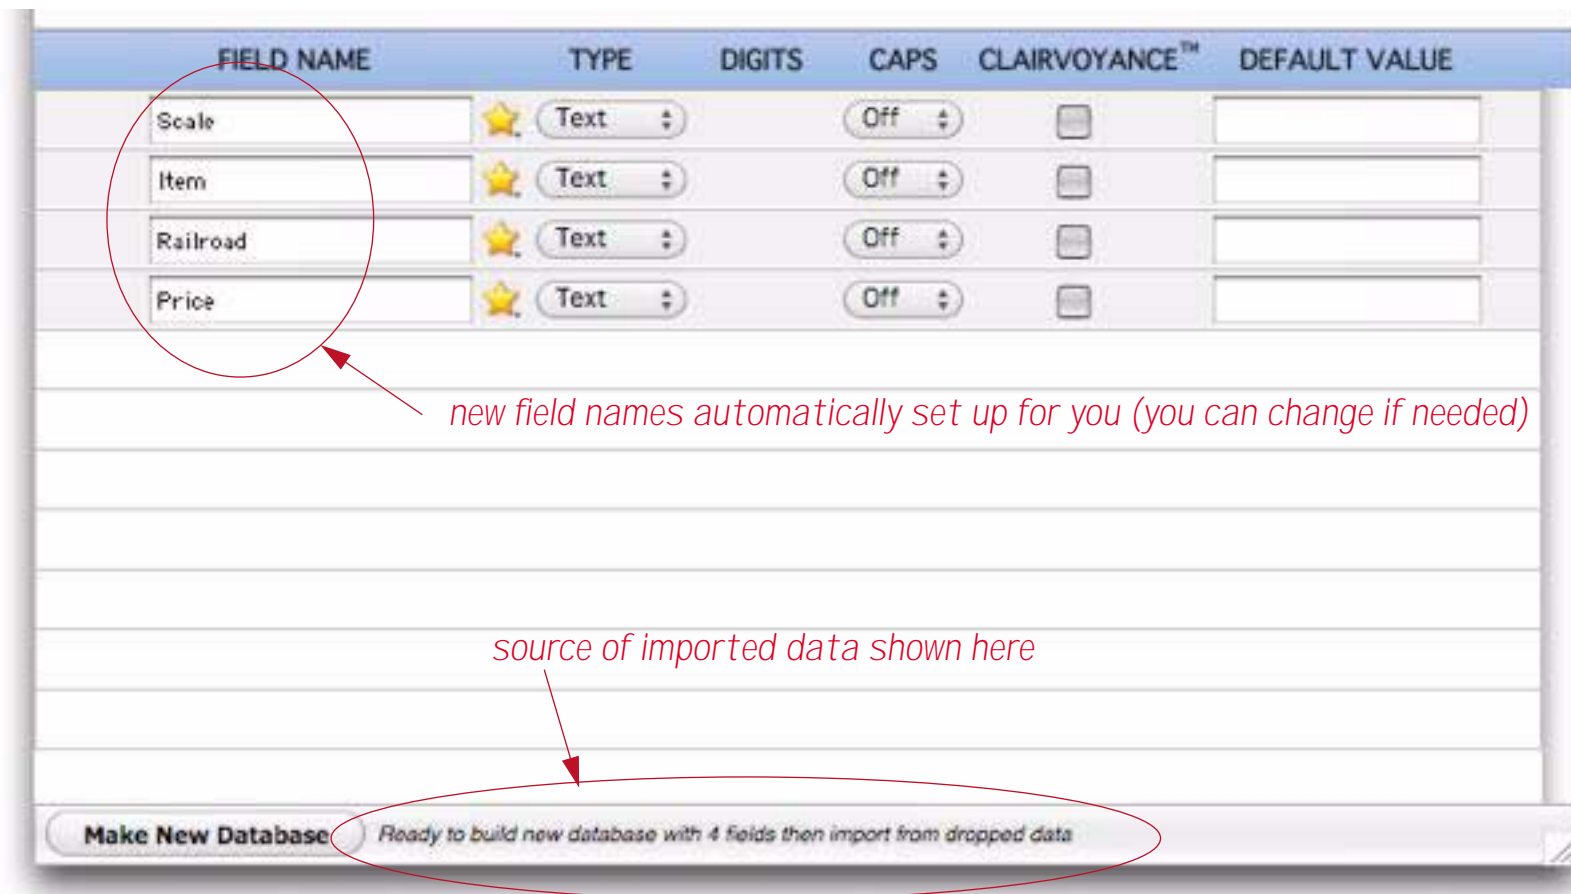 FIELD NAME TYPE DIGITS CAPS CLAIRVOYANCE™ DEFAULT VALUE
Scale Text Off
Item Text Off
Railroad Text Off
Price Text Off
new field names automatically set up for you (you can change if needed)
source of imported data shown here
Make New Database Ready to build new database with 4 fields then import from dropped data